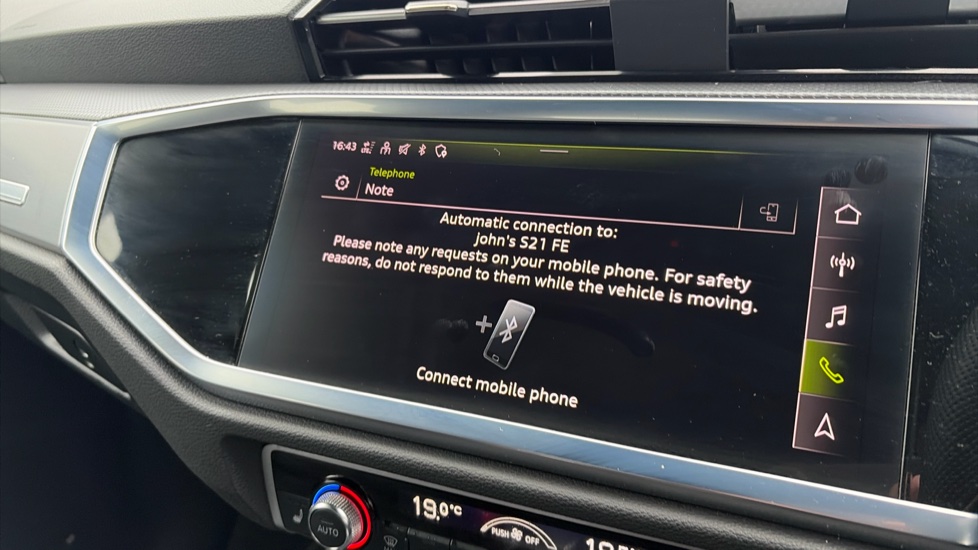 16:43
Telephone
Note
Automatic connection to:
john's S21 FE
Please note any requests on your mobile phone. For safety
reasons, do not respond to them while the vehicle is moving.
Connect mobile phone
19.0°C
AUTO
PUSH OFF